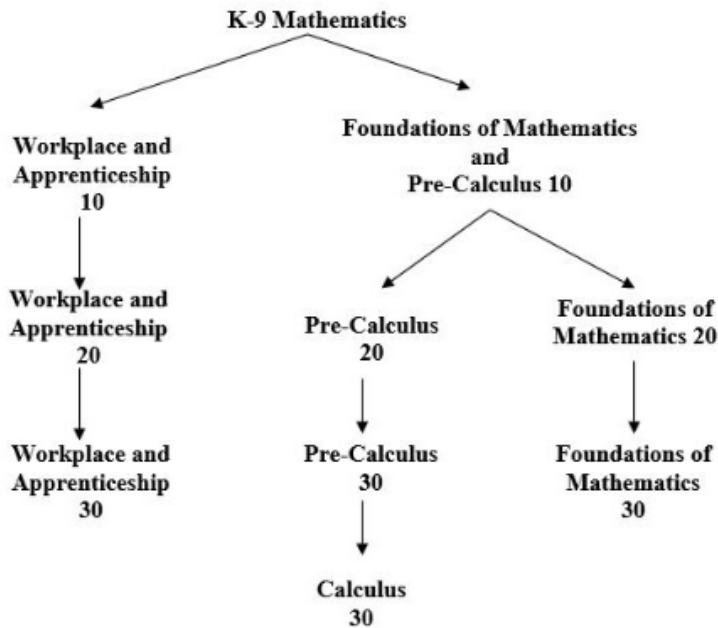 K-9 Mathematics
Workplace and
Apprenticeship
10
Foundations of Mathematics
and
Pre-Calculus 10
Workplace and
Apprenticeship
20
Pre-Calculus
20
Foundations of
Mathematics 20
Workplace and
Apprenticeship
30
Pre-Calculus
30
Foundations of
Mathematics
30
Calculus
30